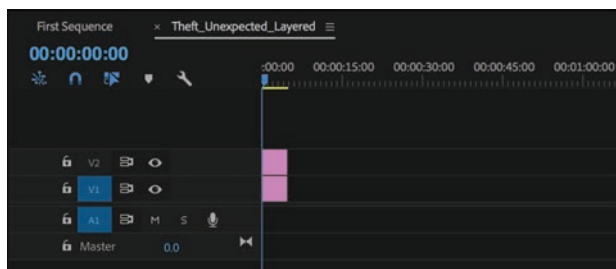 First Sequence × Theft_Unexpected_Layered
00:00:00:00
:00:00 00:00:15:00 00:00:30:00 00:00:45:00 00:01:00:00
V2
V1
A1 M S
Master 0.0